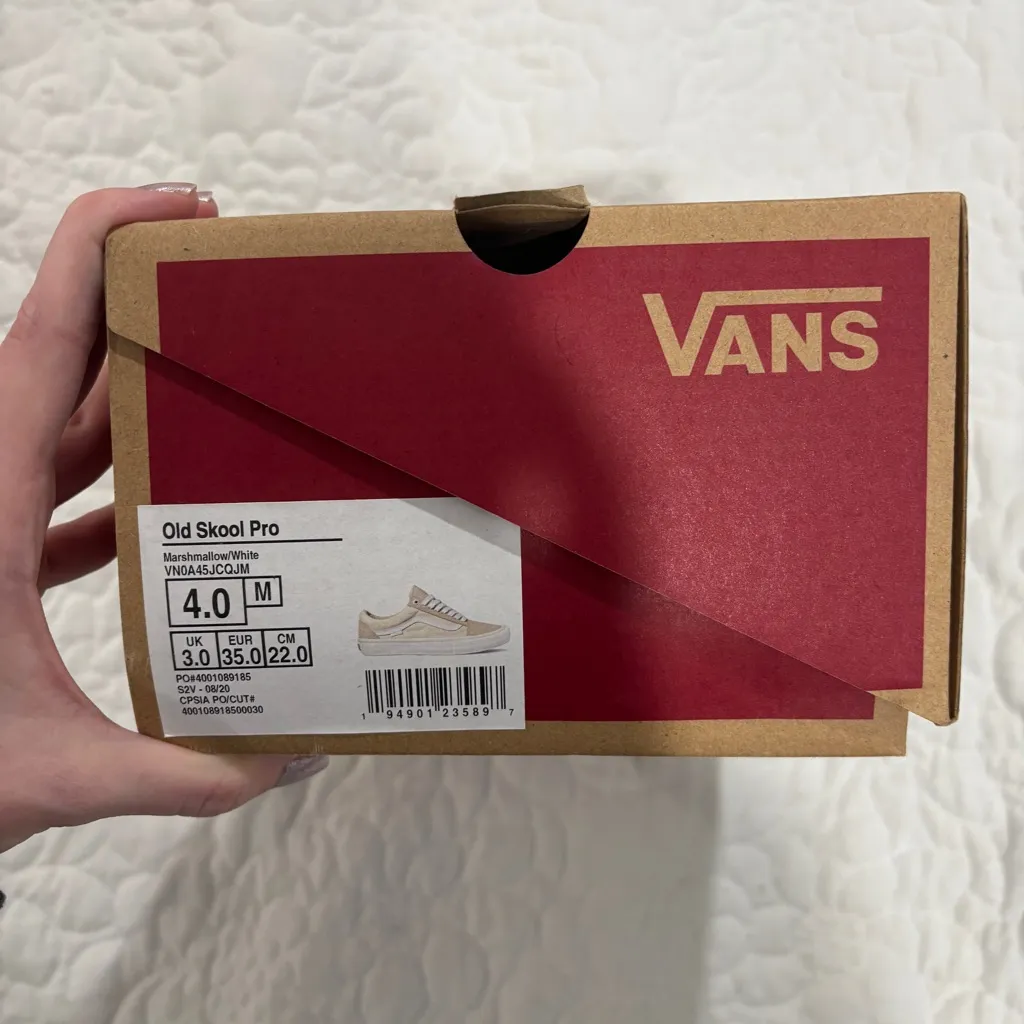 VANS
Old Skool Pro
Marshmallow/White
VN0A45JCQJM
4.0 M
UK EUR CM
3.0 35.0 22.0
PO#4001089185
S2V - 08/20
CPSIA PO/CUT#
400108918500030
1 94901 23589 7